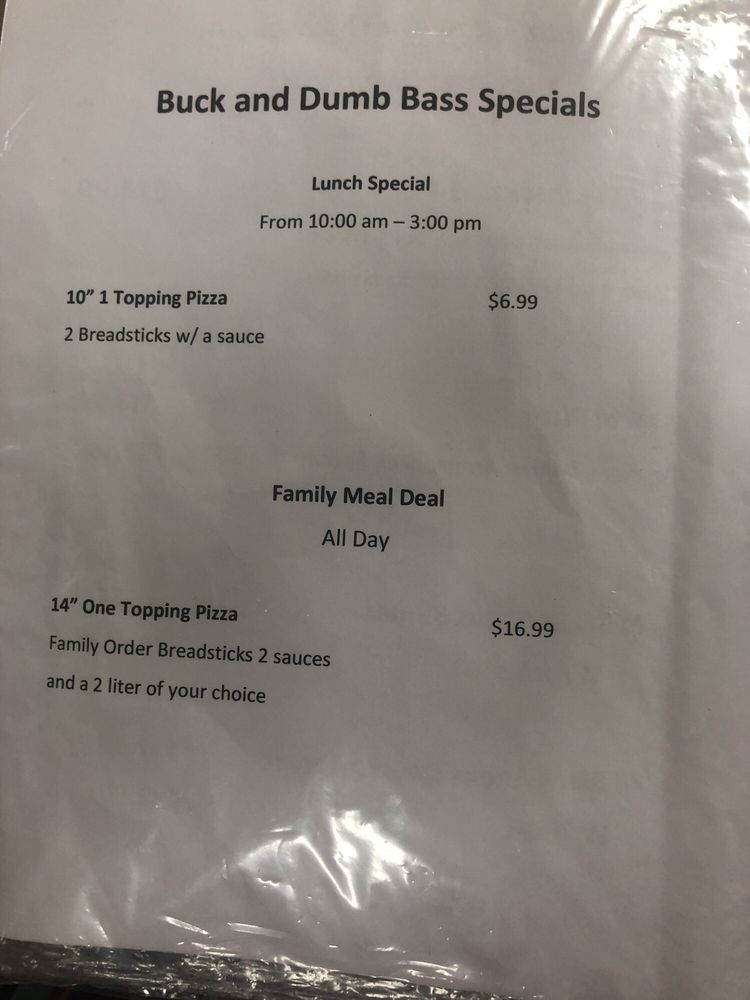 Buck and Dumb Bass Specials
Lunch Special
From 10:00 am – 3:00 pm
10” 1 Topping Pizza $6.99
2 Breadsticks w/ a sauce
Family Meal Deal
All Day
14” One Topping Pizza $16.99
Family Order Breadsticks 2 sauces
and a 2 liter of your choice